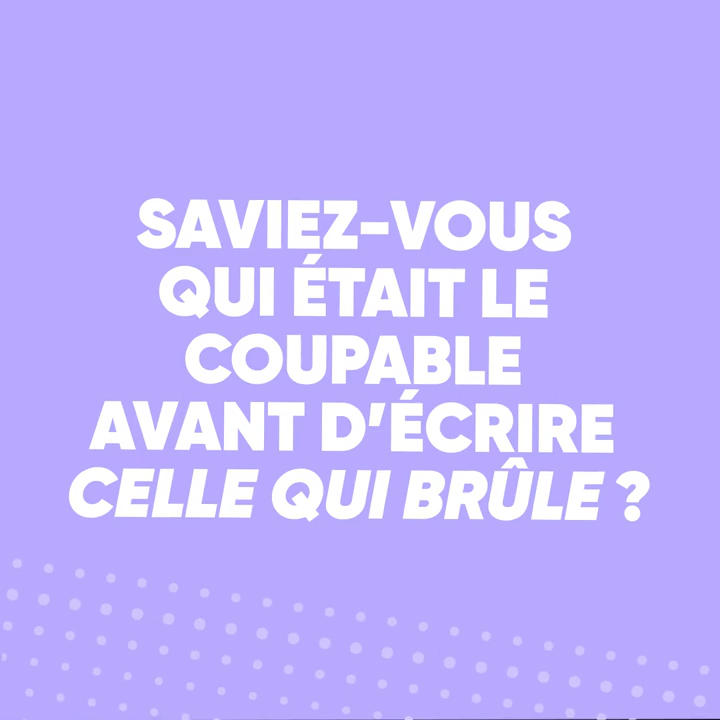 SAVIEZ-VOUS
QUI ÉTAIT LE
COUPABLE
AVANT D'ÉCRIRE
CELLE QUI BRÛLE ?